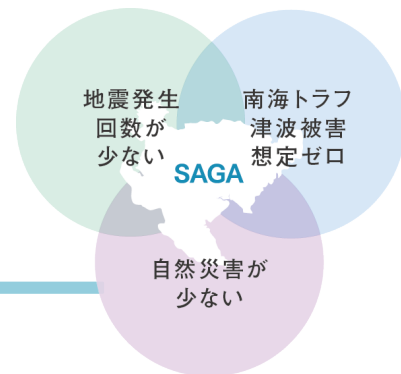 地震発生
回数が
少ない
南海トラフ
津波被害
想定ゼロ
SAGA
自然災害が
少ない